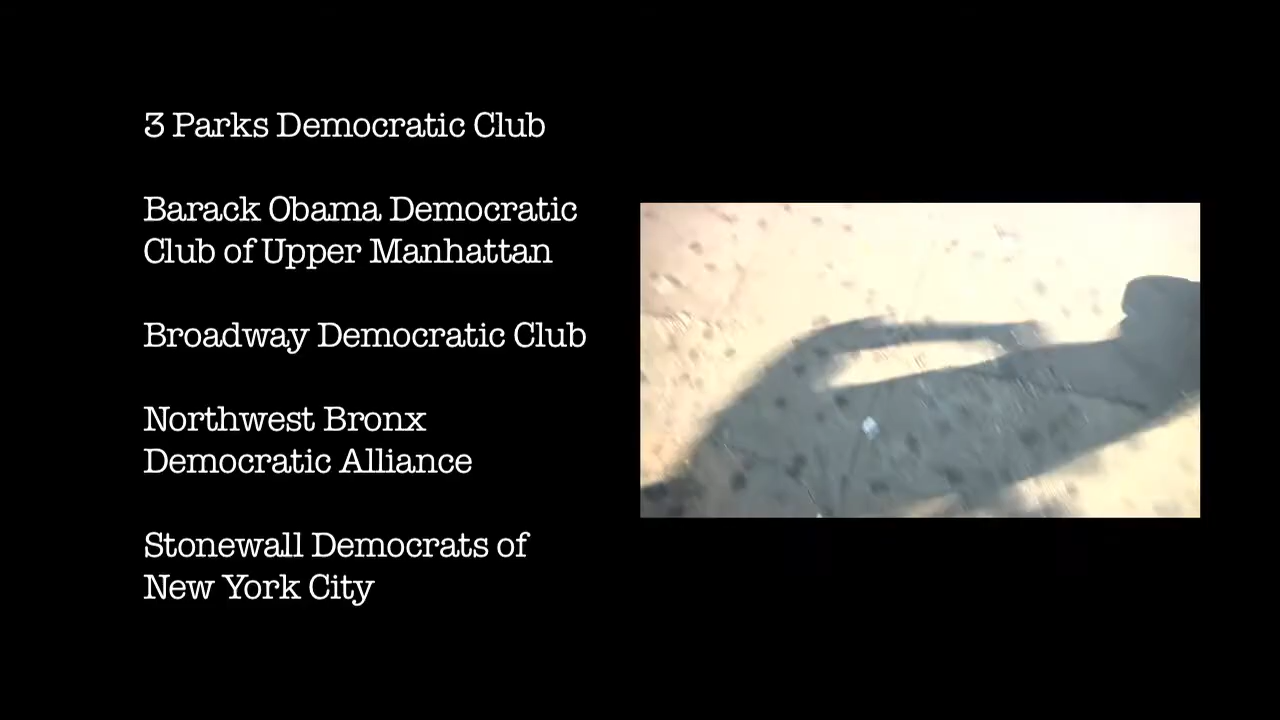 3 Parks Democratic Club
Barack Obama Democratic
Club of Upper Manhattan
Broadway Democratic Club
Northwest Bronx
Democratic Alliance
Stonewall Democrats of
New York City